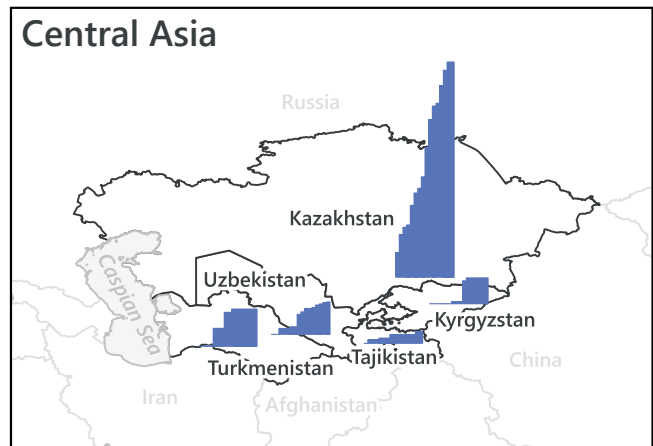 Central Asia
Russia
Kazakhstan
Caspian Sea
Uzbekistan
Kyrgyzstan
Turkmenistan
Tajikistan
China
Iran
Afghanistan